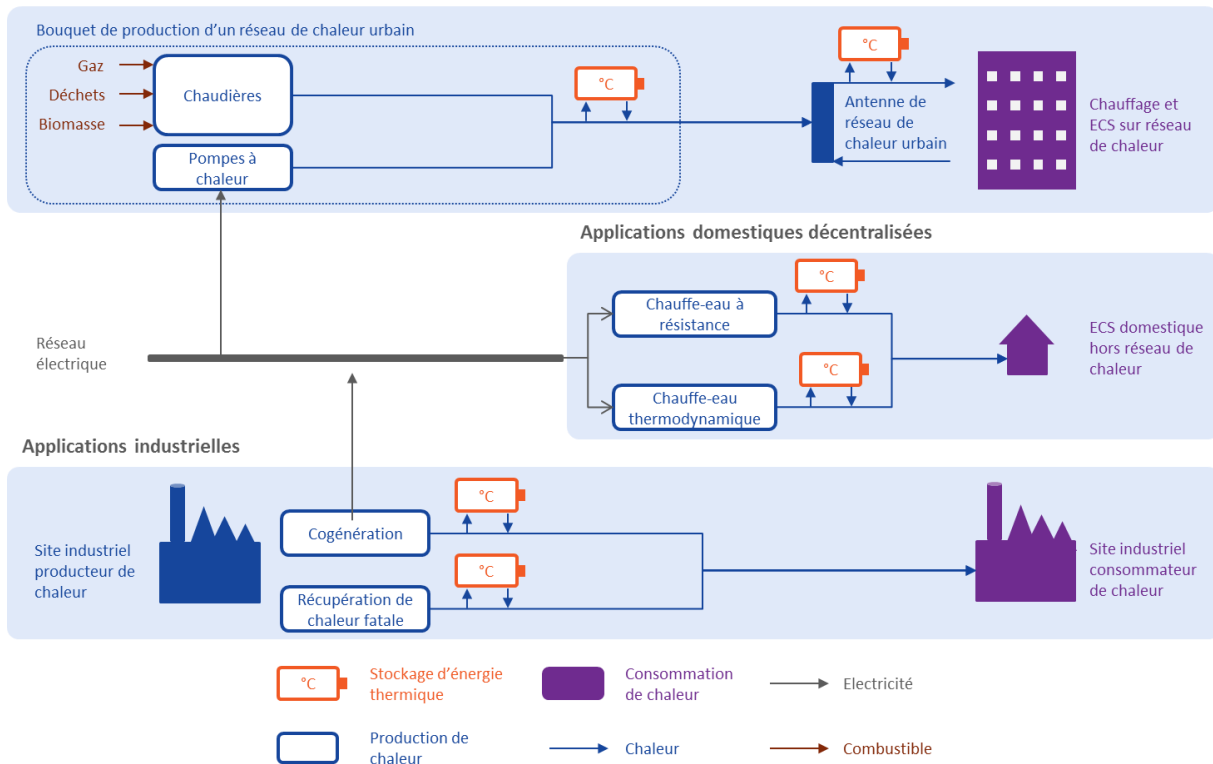 Bouquet de production d’un réseau de chaleur urbain
Gaz
Déchets
Biomasse
Chaudières
Pompes à
chaleur
°C
°C
Antenne de
réseau de
chaleur urbain
Chauffage et
ECS sur réseau
de chaleur
Applications domestiques décentralisées
Réseau
électrique
Chauffe-eau à
résistance
°C
Chauffe-eau
thermodynamique
°C
ECS domestique
hors réseau de
chaleur
Applications industrielles
Site industriel
producteur de
chaleur
Cogénération
°C
Récupération de
chaleur fatale
°C
Site industriel
consommateur
de chaleur
°C
Stockage d’énergie
thermique
Consommation
de chaleur
Electricité
Production de
chaleur
Chaleur
Combustible